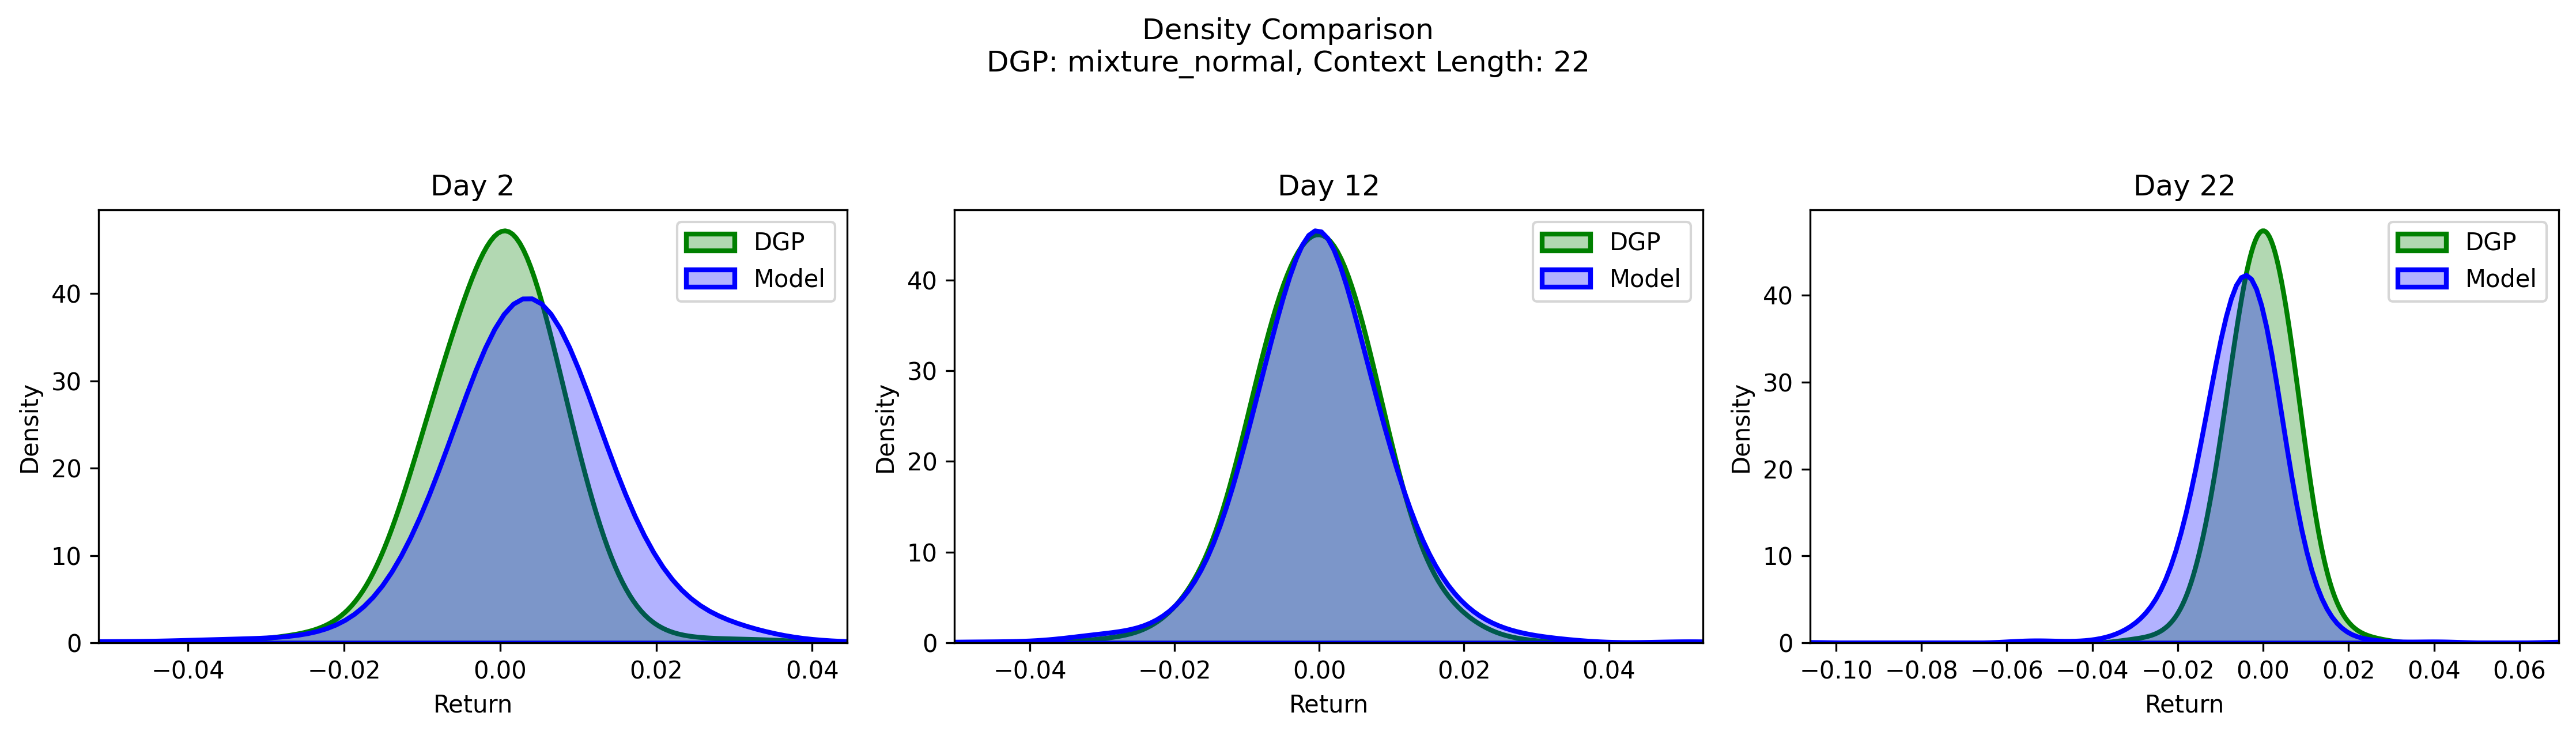 Density Comparison
DGP: mixture_normal, Context Length: 22
Day 2
DGP
Model
Density
40
30
20
10
0
−0.04
−0.02
0.00
0.02
0.04
Return
Day 12
DGP
Model
Density
40
30
20
10
0
−0.04
−0.02
0.00
0.02
0.04
Return
Day 22
DGP
Model
Density
40
30
20
10
0
−0.10
−0.08
−0.06
−0.04
−0.02
0.00
0.02
0.04
0.06
Return